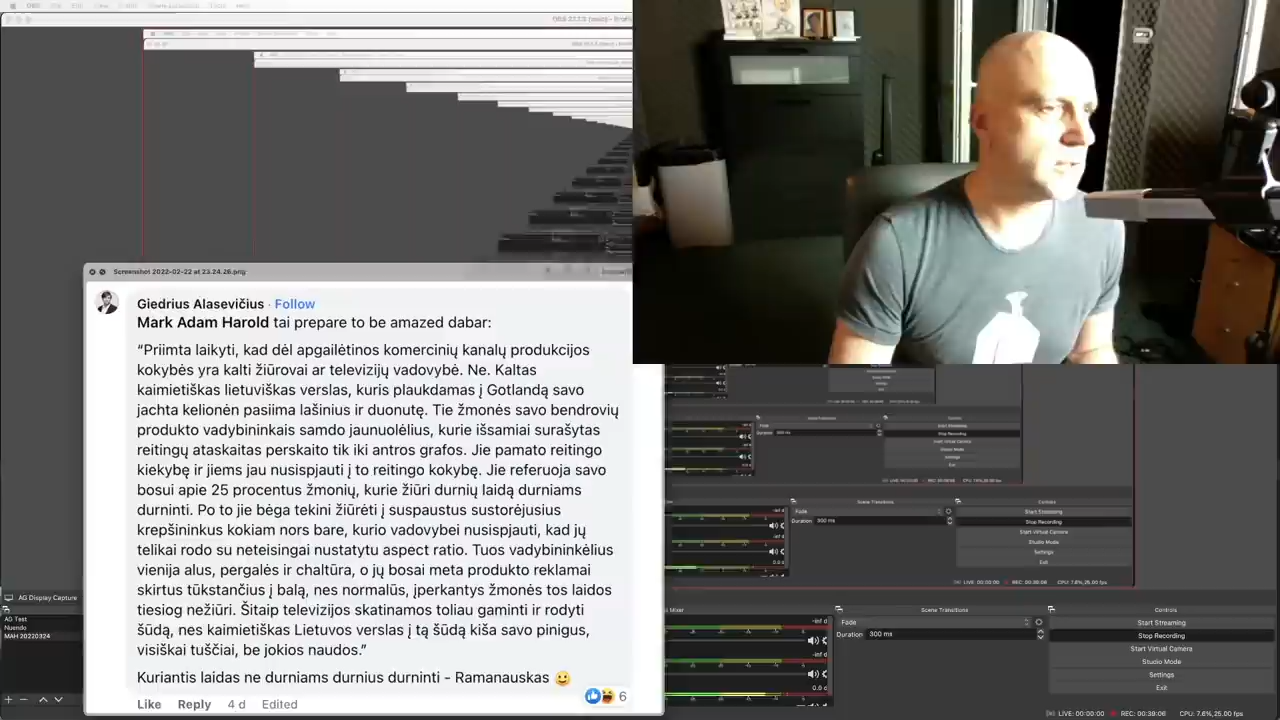 Screenshot 2022-02-22 at 23.24.26.png
Giedrius Alasevičius · Follow
Mark Adam Harold tai prepare to be amazed dabar:
“Priimta laikyti, kad dėl apgailėtinos komercinių kanalų produkcijos
kokybės yra kalti žiūrovai ar televizijų vadovybė. Ne. Kaltas
kaimiėškas lietuviškas verslas, kuris plaukdamas į Gotlandą savo
jachta kelionėn pasiima lašinius ir duonutę. Tie žmonės savo bendrovių
produkto vadybininkais samdo jaunuolėlius, kurie išsamiai surašytas
reitingų ataskaitas perskaito tik iki antros grafos. Jie pamato reitingo
kiekybę ir jiems jau nusispjauti į to reitingo kokybę. Jie referuoja savo
bosui apie 25 procentus žmonių, kurie žiūri durnių laidą durniams
durninti. Po to jie bėga tekini žiūrėti į suspaustus sustorėjusius
krepšininkus kokiam nors bare, kurio vadovybei nusispjauti, kad jų
telikai rodo su neteisingai nustatytu aspect ratio. Tuos vadybininkėlius
vienija alus, pergalės ir chaltūra, o jų bosai meta produkto reklamai
skirtus tūkstančius į balą, nes normalūs, įperkantys žmonės tos laidos
tiesiog nežiūri. Šitaip televizijos skatinamos toliau gaminti ir rodyti
šūdą, nes kaimietiškas Lietuvos verslas į tą šūdą kiša savo pinigus,
visiškai tuščiai, be jokios naudos.”
Kuriantis laidas ne durniams durnius durninti - Ramanauskas 🙂
Like Reply 4 d Edited
6
AG Display Capture
AG Test
Nuendo
MAH 20220324
Mixer
Scene Transitions
Fade
Duration 300 ms
Controls
Start Streaming
Stop Recording
Start Virtual Camera
Studio Mode
Settings
Exit
LIVE: 00:00:00 REC: 00:39:06 CPU: 7.6%, 25.00 fps